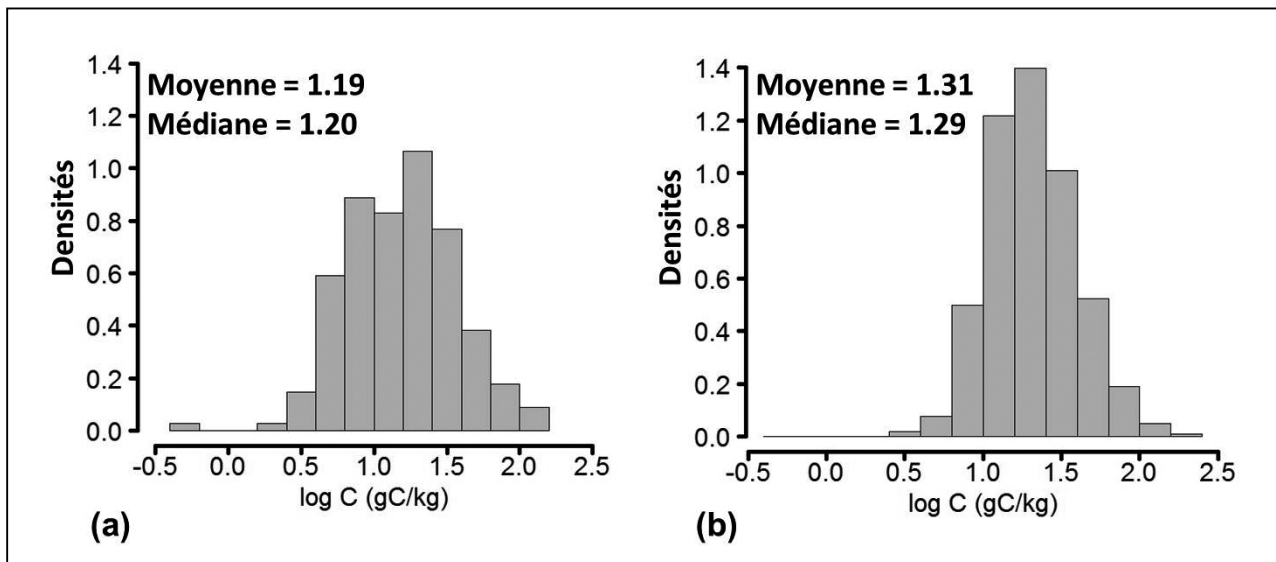 Moyenne = 1.19
Médiane = 1.20
Densités
1.4
1.2
1.0
0.8
0.6
0.4
0.2
0.0
-0.5 0.0 0.5 1.0 1.5 2.0 2.5
log C (gC/kg)
(a)
Moyenne = 1.31
Médiane = 1.29
Densités
1.4
1.2
1.0
0.8
0.6
0.4
0.2
0.0
-0.5 0.0 0.5 1.0 1.5 2.0 2.5
log C (gC/kg)
(b)